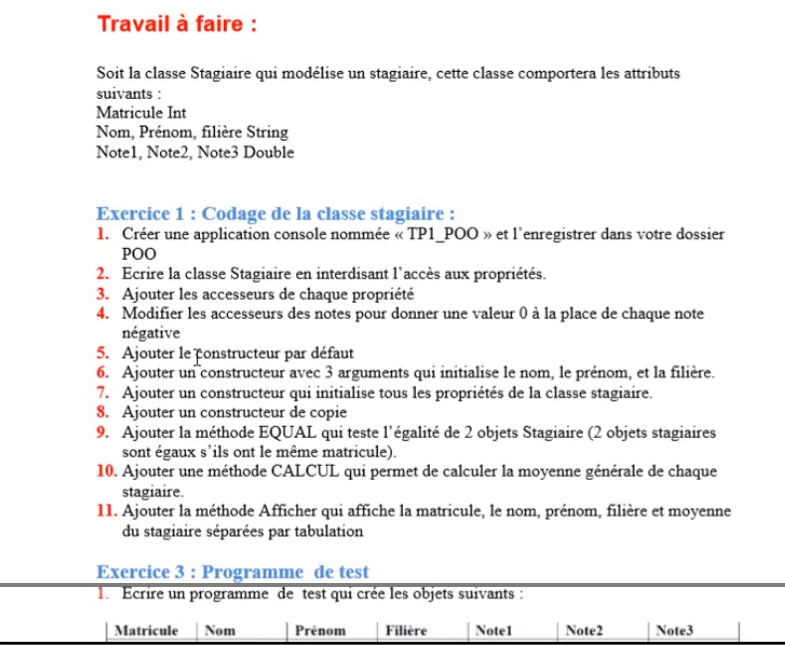 Travail à faire :
Soit la classe Stagiaire qui modélise un stagiaire, cette classe comportera les attributs
suivants :
Matricule Int
Nom, Prénom, filière String
Note1, Note2, Note3 Double
Exercice 1 : Codage de la classe stagiaire :
1. Créer une application console nommée « TP1_POO » et l'enregistrer dans votre dossier
POO
2. Ecrire la classe Stagiaire en interdisant l'accès aux propriétés.
3. Ajouter les accesseurs de chaque propriété
4. Modifier les accesseurs des notes pour donner une valeur 0 à la place de chaque note
négative
5. Ajouter le constructeur par défaut
6. Ajouter un constructeur avec 3 arguments qui initialise le nom, le prénom, et la filière.
7. Ajouter un constructeur qui initialise tous les propriétés de la classe stagiaire.
8. Ajouter un constructeur de copie
9. Ajouter la méthode EQUAL qui teste l'égalité de 2 objets Stagiaire (2 objets stagiaires
sont égaux s'ils ont le même matricule).
10. Ajouter une méthode CALCUL qui permet de calculer la moyenne générale de chaque
stagiaire.
11. Ajouter la méthode Afficher qui affiche la matricule, le nom, prénom, filière et moyenne
du stagiaire séparées par tabulation
Exercice 3 : Programme de test
1. Ecrire un programme de test qui crée les objets suivants :
Matricule Nom Prénom Filière Note1 Note2 Note3